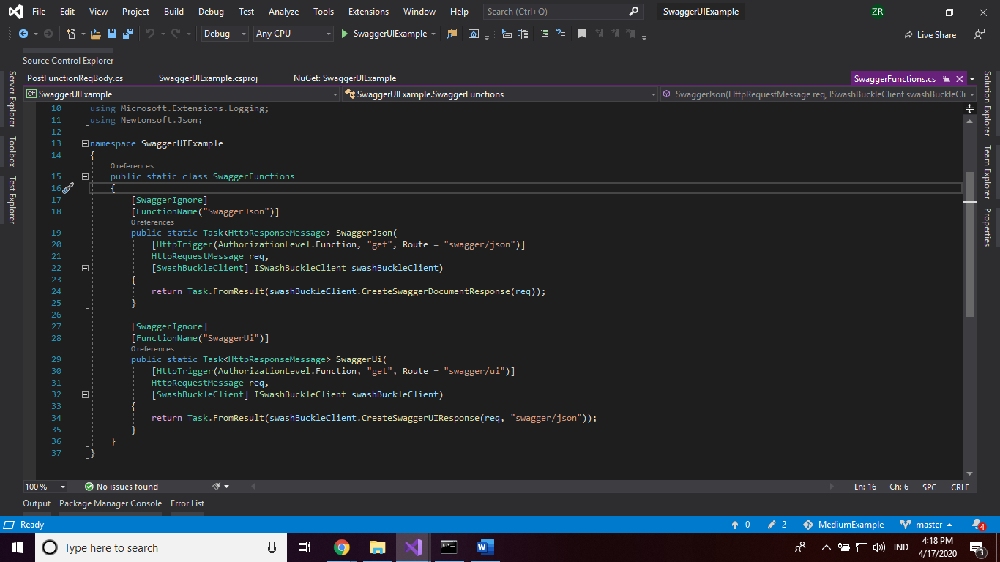 File Edit View Project Build Debug Test Analyze Tools Extensions Window Help Search (Ctrl+Q) SwaggerUIExample ZR
Debug Any CPU SwaggerUIExample Live Share
Source Control Explorer
Server Explorer
Toolbox
Test Explorer
PostFunctionReqBody.cs SwaggerUIExample.csproj NuGet: SwaggerUIExample SwaggerFunctions.cs
C# SwaggerUIExample SwaggerUIExample.SwaggerFunctions SwaggerJson(HttpRequestMessage req, ISwashBuckleClient swashBuckleCli
10 using Microsoft.Extensions.Logging;
11 using Newtonsoft.Json;
12
13 namespace SwaggerUIExample
14 {
0 references
15 public static class SwaggerFunctions
16 {
17 [SwaggerIgnore]
18 [FunctionName("SwaggerJson")]
0 references
19 public static Task<HttpResponseMessage> SwaggerJson(
20 [HttpTrigger(AuthorizationLevel.Function, "get", Route = "swagger/json")]
21 HttpRequestMessage req,
22 [SwashBuckleClient] ISwashBuckleClient swashBuckleClient)
23 {
24 return Task.FromResult(swashBuckleClient.CreateSwaggerDocumentResponse(req));
25 }
26
27 [SwaggerIgnore]
28 [FunctionName("SwaggerUi")]
0 references
29 public static Task<HttpResponseMessage> SwaggerUi(
30 [HttpTrigger(AuthorizationLevel.Function, "get", Route = "swagger/ui")]
31 HttpRequestMessage req,
32 [SwashBuckleClient] ISwashBuckleClient swashBuckleClient)
33 {
34 return Task.FromResult(swashBuckleClient.CreateSwaggerUIResponse(req, "swagger/json"));
35 }
36 }
37 }
Solution Explorer
Team Explorer
Properties
100 % No issues found Ln: 16 Ch: 6 SPC CRLF
Output Package Manager Console Error List
Ready 0 2 MediumExample master 4
Type here to search IND 4:18 PM
4/17/2020 3